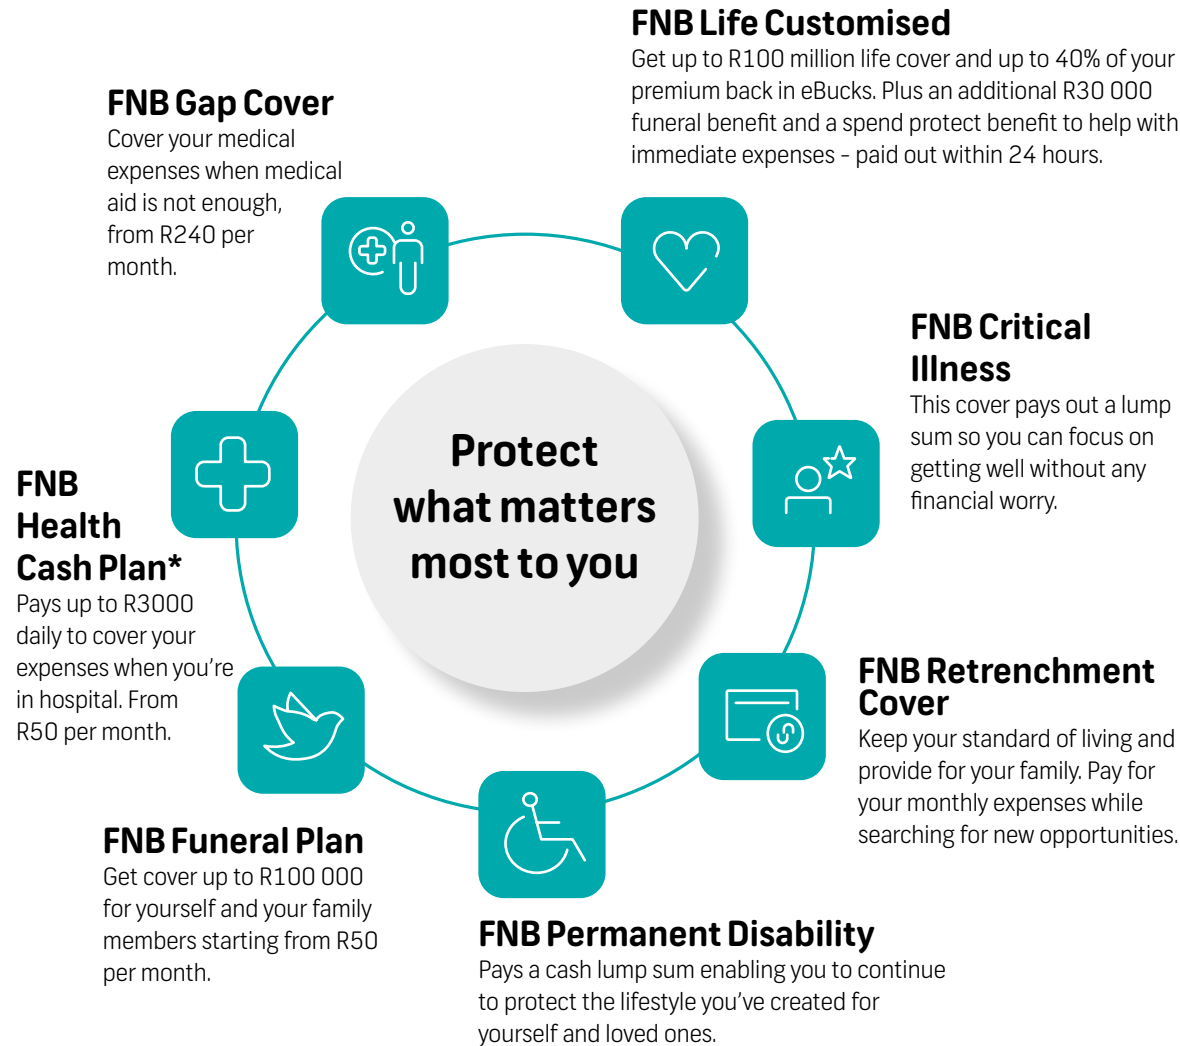 FNB Life Customised
Get up to R100 million life cover and up to 40% of your
premium back in eBucks. Plus an additional R30 000
funeral benefit and a spend protect benefit to help with
immediate expenses - paid out within 24 hours.
FNB Gap Cover
Cover your medical
expenses when medical
aid is not enough,
from R240 per
month.
FNB Critical
Illness
This cover pays out a lump
sum so you can focus on
getting well without any
financial worry.
Protect
what matters
most to you
FNB
Health
Cash Plan*
Pays up to R3000
daily to cover your
expenses when you're
in hospital. From
R50 per month.
FNB Retrenchment
Cover
Keep your standard of living and
provide for your family. Pay for
your monthly expenses while
searching for new opportunities.
FNB Funeral Plan
Get cover up to R100 000
for yourself and your family
members starting from R50
per month.
FNB Permanent Disability
Pays a cash lump sum enabling you to continue
to protect the lifestyle you've created for
yourself and loved ones.